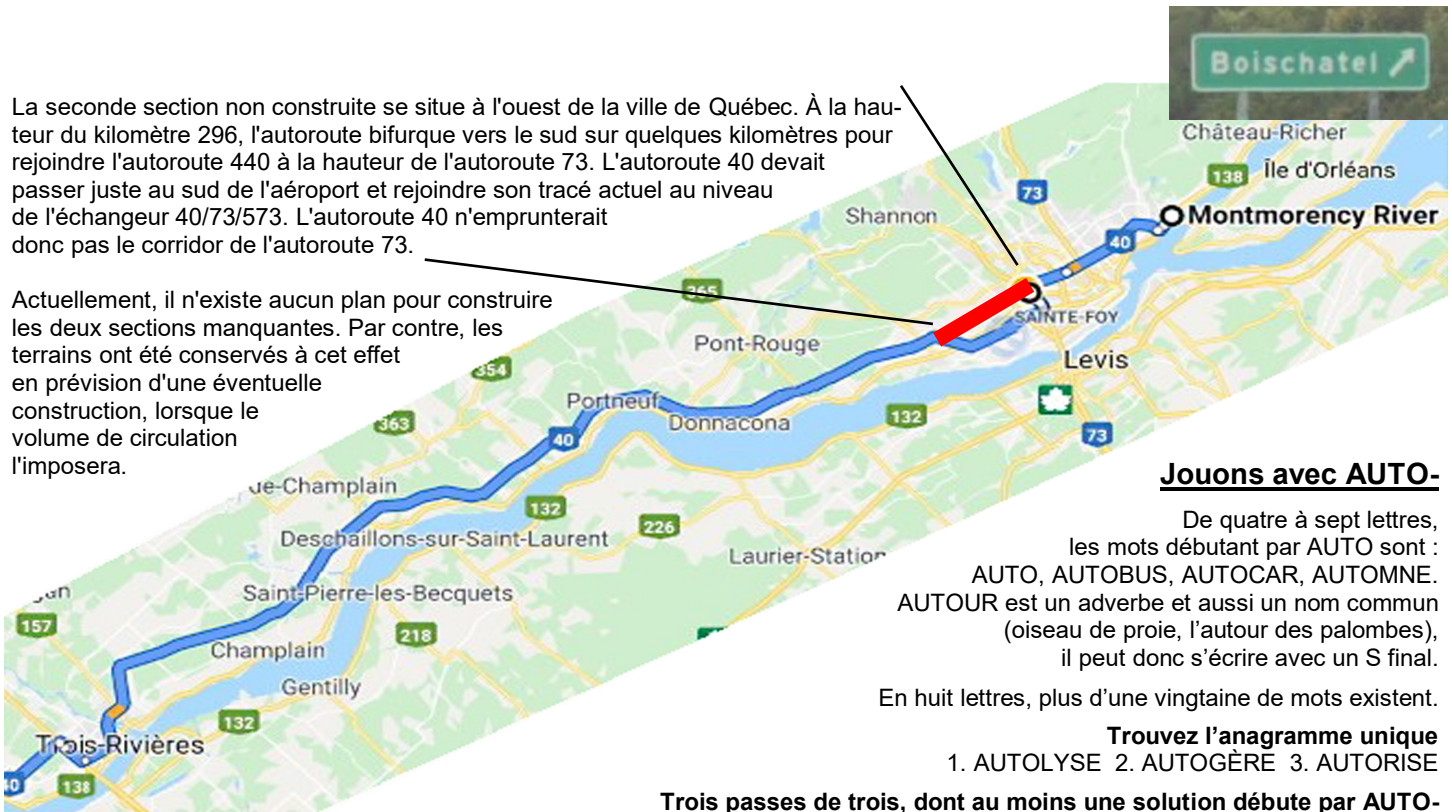 Boischatel
La seconde section non construite se situe à l'ouest de la ville de Québec. À la hau-
teur du kilomètre 296, l'autoroute bifurque vers le sud sur quelques kilomètres pour
rejoindre l'autoroute 440 à la hauteur de l'autoroute 73. L'autoroute 40 devait
passer juste au sud de l'aéroport et rejoindre son tracé actuel au niveau
de l'échangeur 40/73/573. L'autoroute 40 n'emprunterait
donc pas le corridor de l'autoroute 73.
Actuellement, il n'existe aucun plan pour construire
les deux sections manquantes. Par contre, les
terrains ont été conservés à cet effet
en prévision d'une éventuelle
construction, lorsque le
volume de circulation
l'imposera.
Château-Richer
138
Île d'Orléans
73
Shannon
Montmorency River
40
365
SAINTE-FOY
Pont-Rouge
Levis
354
Portneuf
132
363
Donnacona
40
73
de-Champlain
132
226
Deschaillons-sur-Saint-Laurent
Laurier-Station
Saint-Pierre-les-Becquets
157
218
Champlain
Gentilly
132
Trois-Rivières
40
138
Jouons avec AUTO-
De quatre à sept lettres,
les mots débutant par AUTO sont :
AUTO, AUTOBUS, AUTOCAR, AUTOMNE.
AUTOUR est un adverbe et aussi un nom commun
(oiseau de proie, l’autour des palombes),
il peut donc s’écrire avec un S final.
En huit lettres, plus d’une vingtaine de mots existent.
Trouvez l’anagramme unique
1. AUTOLYSE 2. AUTOGÈRE 3. AUTORISE
Trois passes de trois, dont au moins une solution débute par AUTO-